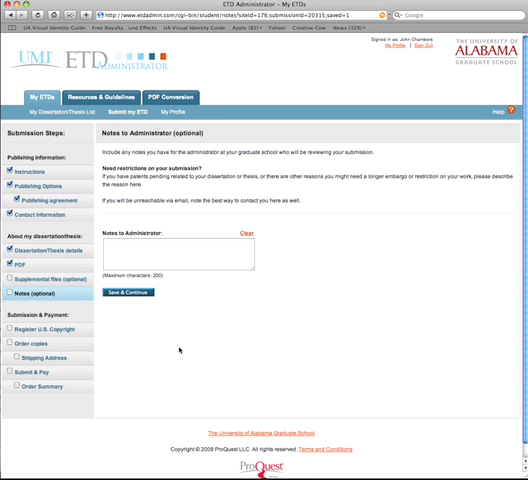 ETD Administrator — My ETDs
http://www.etdadmin.com/cgi-bin/student/notes?siteId=176;submissionId=20315;saved=1
Google
UA Visual Identity Guide Free Royalty ...and Effects UA Visual Identity Guide Apple (82) Yahoo! Creative Cow News (329)
Signed in as: John Chambers
My Profile | Sign Out
UMI ETD ADMINISTRATOR
THE UNIVERSITY OF
ALABAMA
GRADUATE SCHOOL
My ETDs Resources & Guidelines PDF Conversion
My Dissertation/Thesis List Submit my ETD My Profile Help ?
Submission Steps:
Publishing Information:
Instructions
Publishing Options
Publishing agreement
Contact Information
About my dissertation/thesis:
Dissertation/Thesis details
PDF
Supplemental files (optional)
Notes (optional)
Submission & Payment:
Register U.S. Copyright
Order copies
Shipping Address
Submit & Pay
Order Summary
Notes to Administrator (optional)
Include any notes you have for the administrator at your graduate school who will be reviewing your submission.
Need restrictions on your submission?
If you have patents pending related to your dissertation or thesis, or there are other reasons you might need a longer embargo or restriction on your work, please describe
the reason here.
If you will be unreachable via email, note the best way to contact you here as well.
Notes to Administrator: Clear
(Maximum characters: 200)
Save & Continue
The University of Alabama Graduate School
Copyright © 2009 ProQuest LLC. All rights reserved. Terms and Conditions
ProQuest